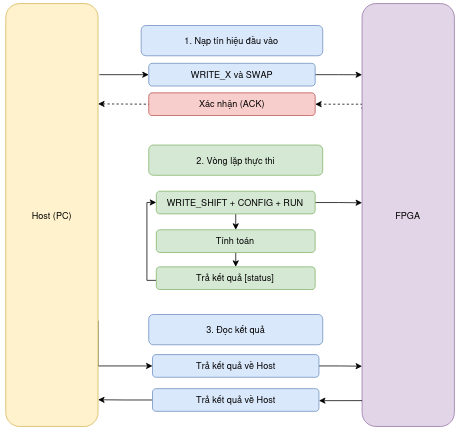 1. Nạp tín hiệu đầu vào
WRITE_X và SWAP
Xác nhận (ACK)
2. Vòng lặp thực thi
WRITE_SHIFT + CONFIG + RUN
Host (PC)
FPGA
Tính toán
Trả kết quả [status]
3. Đọc kết quả
Trả kết quả về Host
Trả kết quả về Host